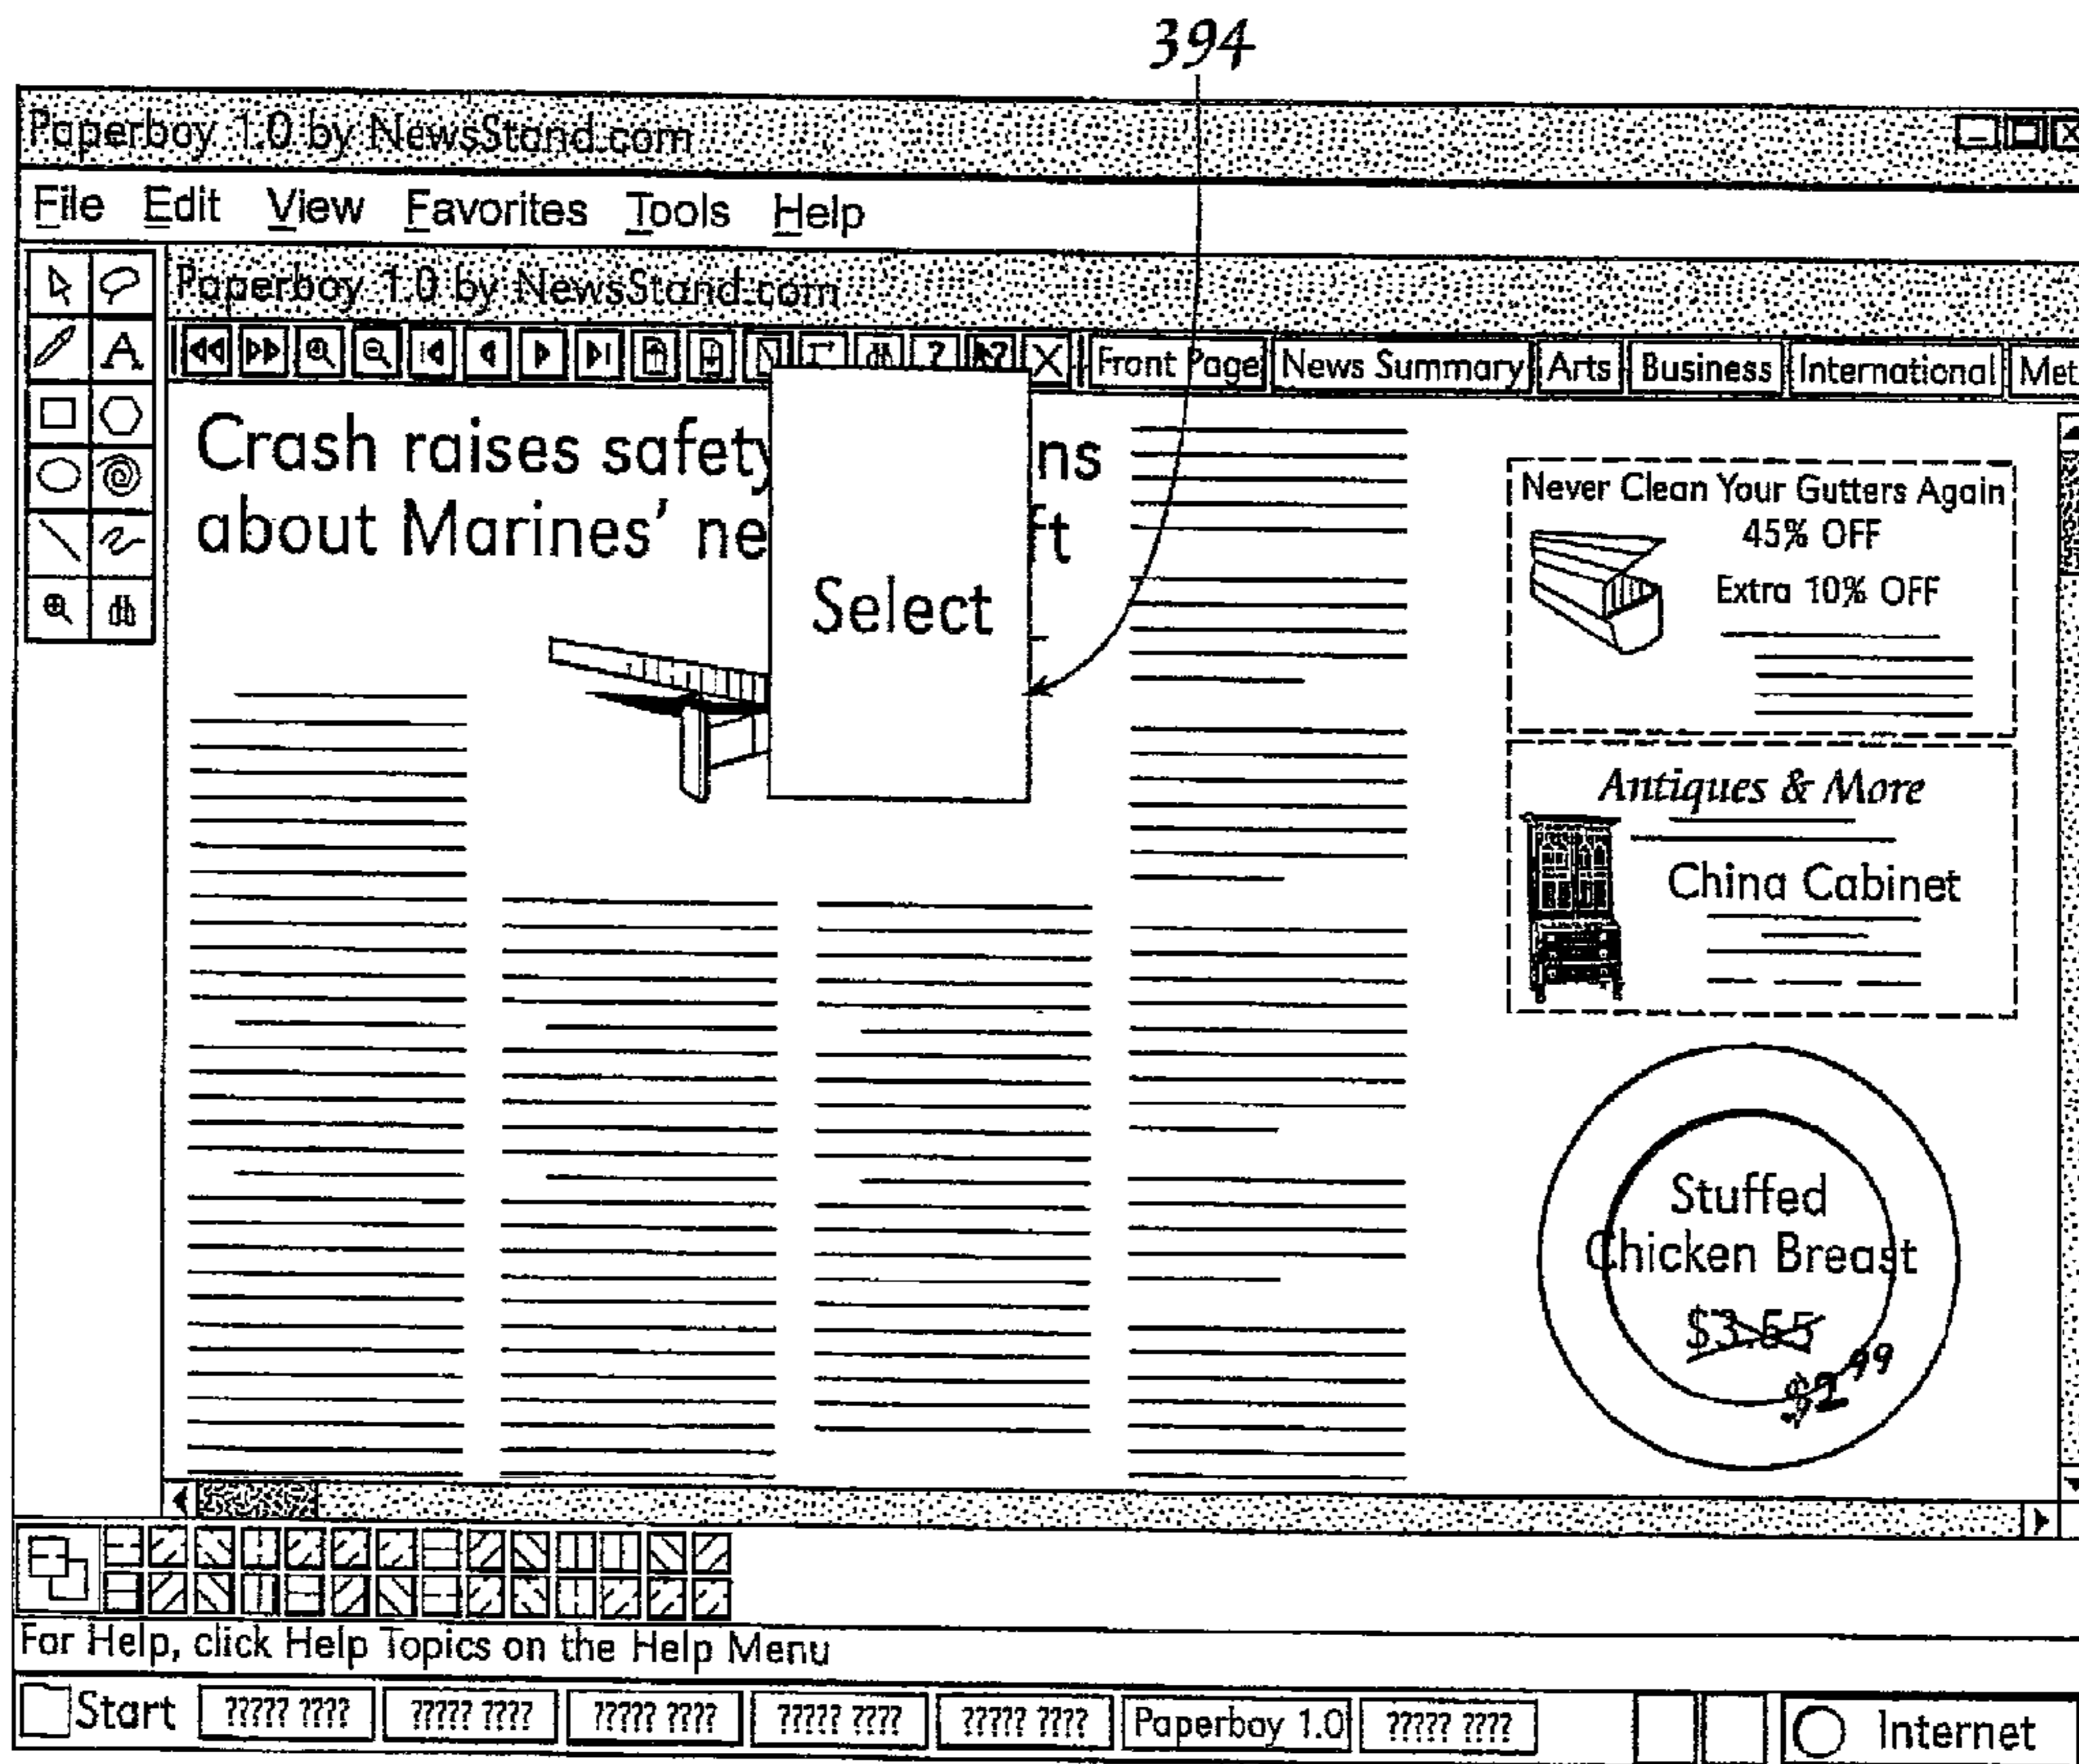 394
Paperboy 1.0 by NewsStand.com
File Edit View Favorites Tools Help
Paperboy 1.0 by NewsStand.com
A
? ? Front Page News Summary Arts Business International Met
Crash raises safety ns
about Marines' ne ft
Select
Never Clean Your Gutters Again
45% OFF
Extra 10% OFF
Antiques & More
China Cabinet
Stuffed
Chicken Breast
$3.65
$2.99
For Help, click Help Topics on the Help Menu
Start ????? ???? ????? ???? ????? ???? ????? ???? ????? ???? Paperboy 1.0 ????? ???? Internet